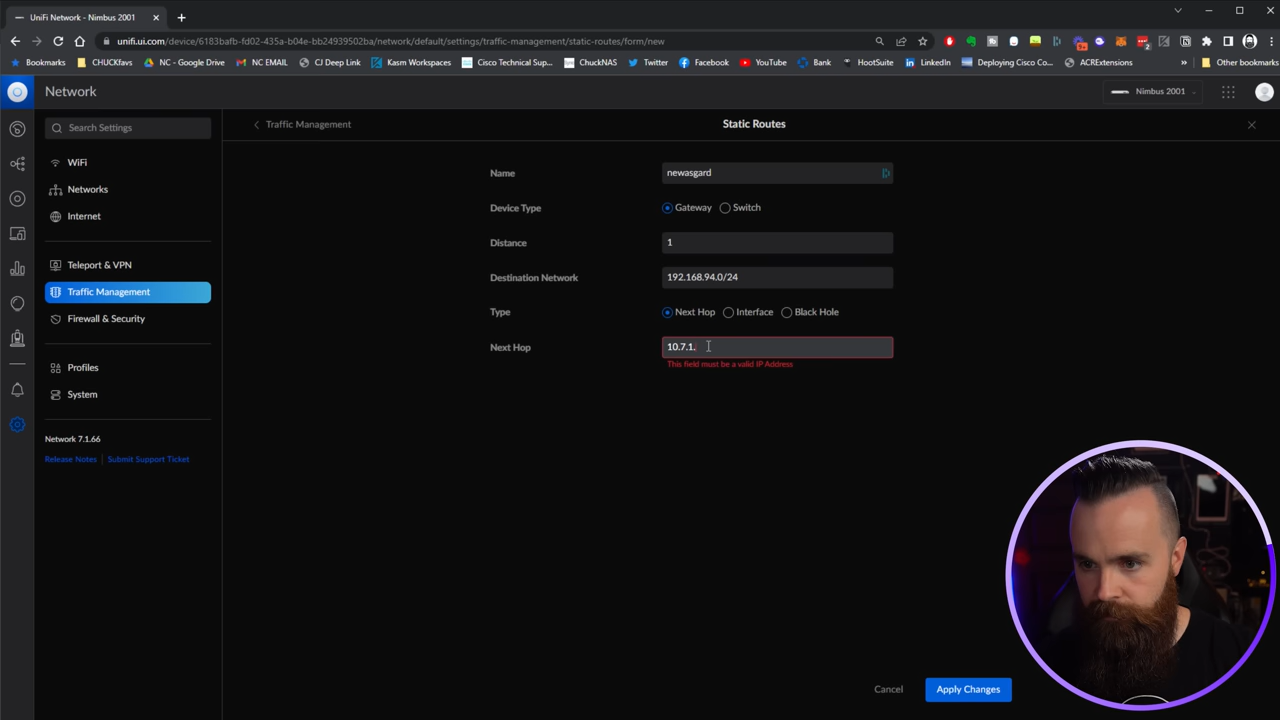 UniFi Network - Nimbus 2001
unifi.ui.com/device/6183bafb-fd02-435a-b04e-bb24939502ba/network/default/settings/traffic-management/static-routes/form/new
Bookmarks CHUCKfavs NC - Google Drive NC EMAIL CJ Deep Link Kasm Workspaces Cisco Technical Sup... ChuckNAS Twitter Facebook YouTube Bank HootSuite LinkedIn Deploying Cisco Co... ACRExtensions » Other bookmarks
Network
Nimbus 2001
Search Settings
Traffic Management
Static Routes
WiFi
Networks
Internet
Teleport & VPN
Traffic Management
Firewall & Security
Profiles
System
Network 7.1.66
Release Notes
Submit Support Ticket
Name
newasgard
Device Type
Gateway Switch
Distance
1
Destination Network
192.168.94.0/24
Type
Next Hop Interface Black Hole
Next Hop
10.7.1.
This field must be a valid IP Address
Cancel
Apply Changes